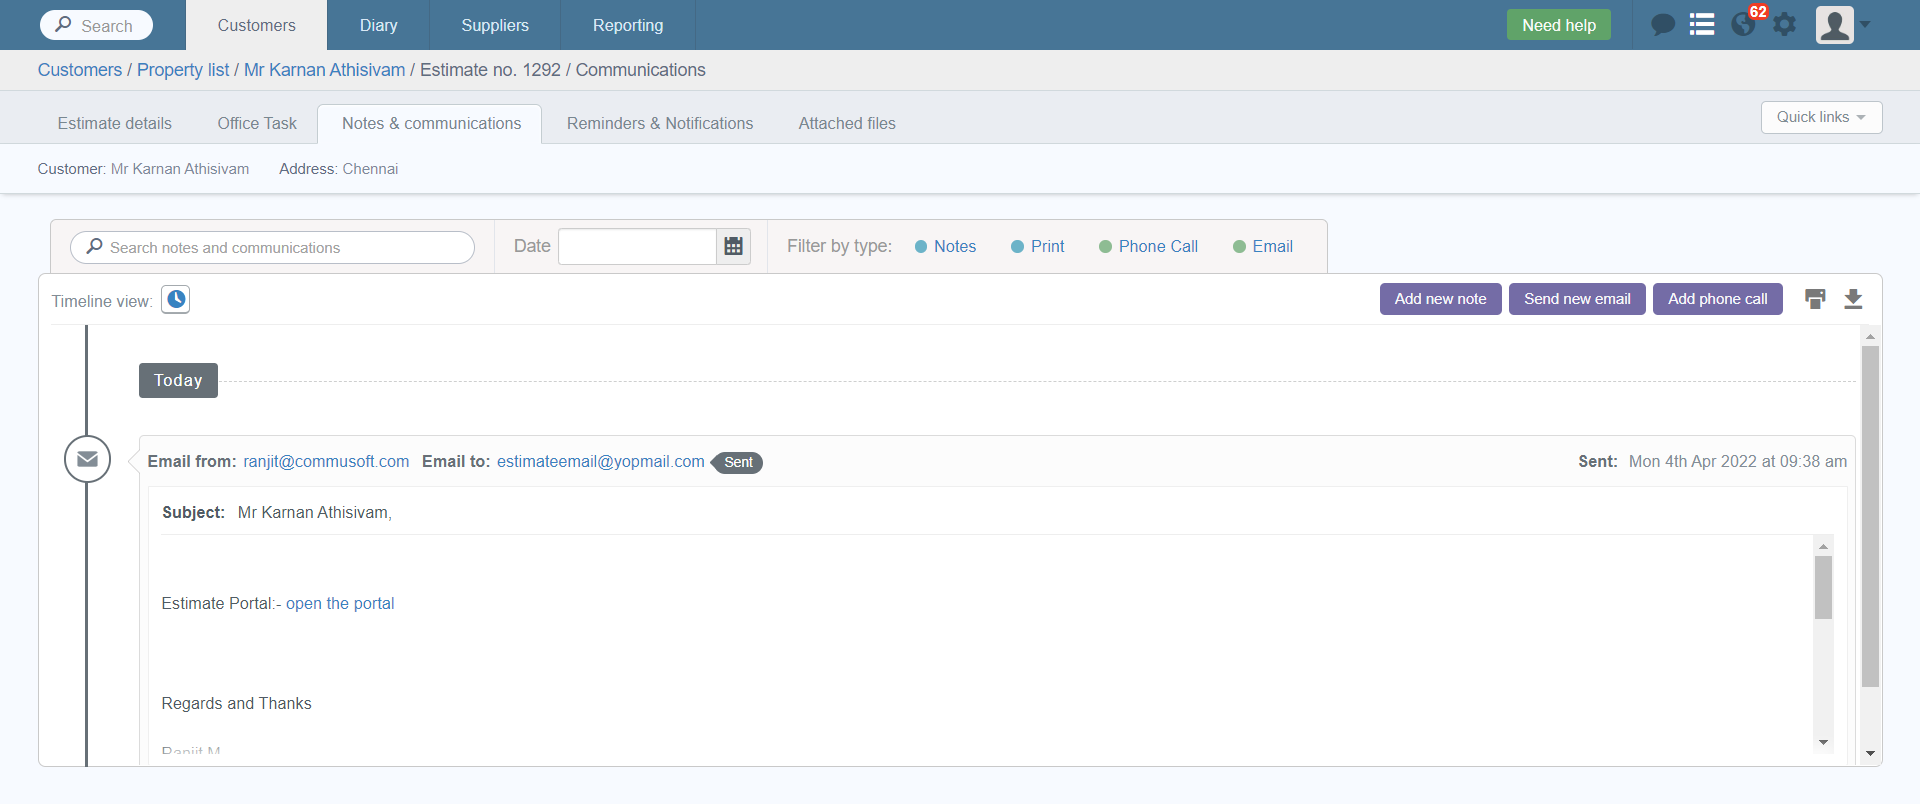 Search Customers Diary Suppliers Reporting Need help 62
Customers / Property list / Mr Karnan Athisivam / Estimate no. 1292 / Communications
Estimate details Office Task Notes & communications Reminders & Notifications Attached files Quick links
Customer: Mr Karnan Athisivam Address: Chennai
Search notes and communications Date Filter by type: Notes Print Phone Call Email
Timeline view: Add new note Send new email Add phone call
Today
Email from: ranjit@commusoft.com Email to: estimateemail@yopmail.com Sent Sent: Mon 4th Apr 2022 at 09:38 am
Subject: Mr Karnan Athisivam,
Estimate Portal:- open the portal
Regards and Thanks
Ranjit M